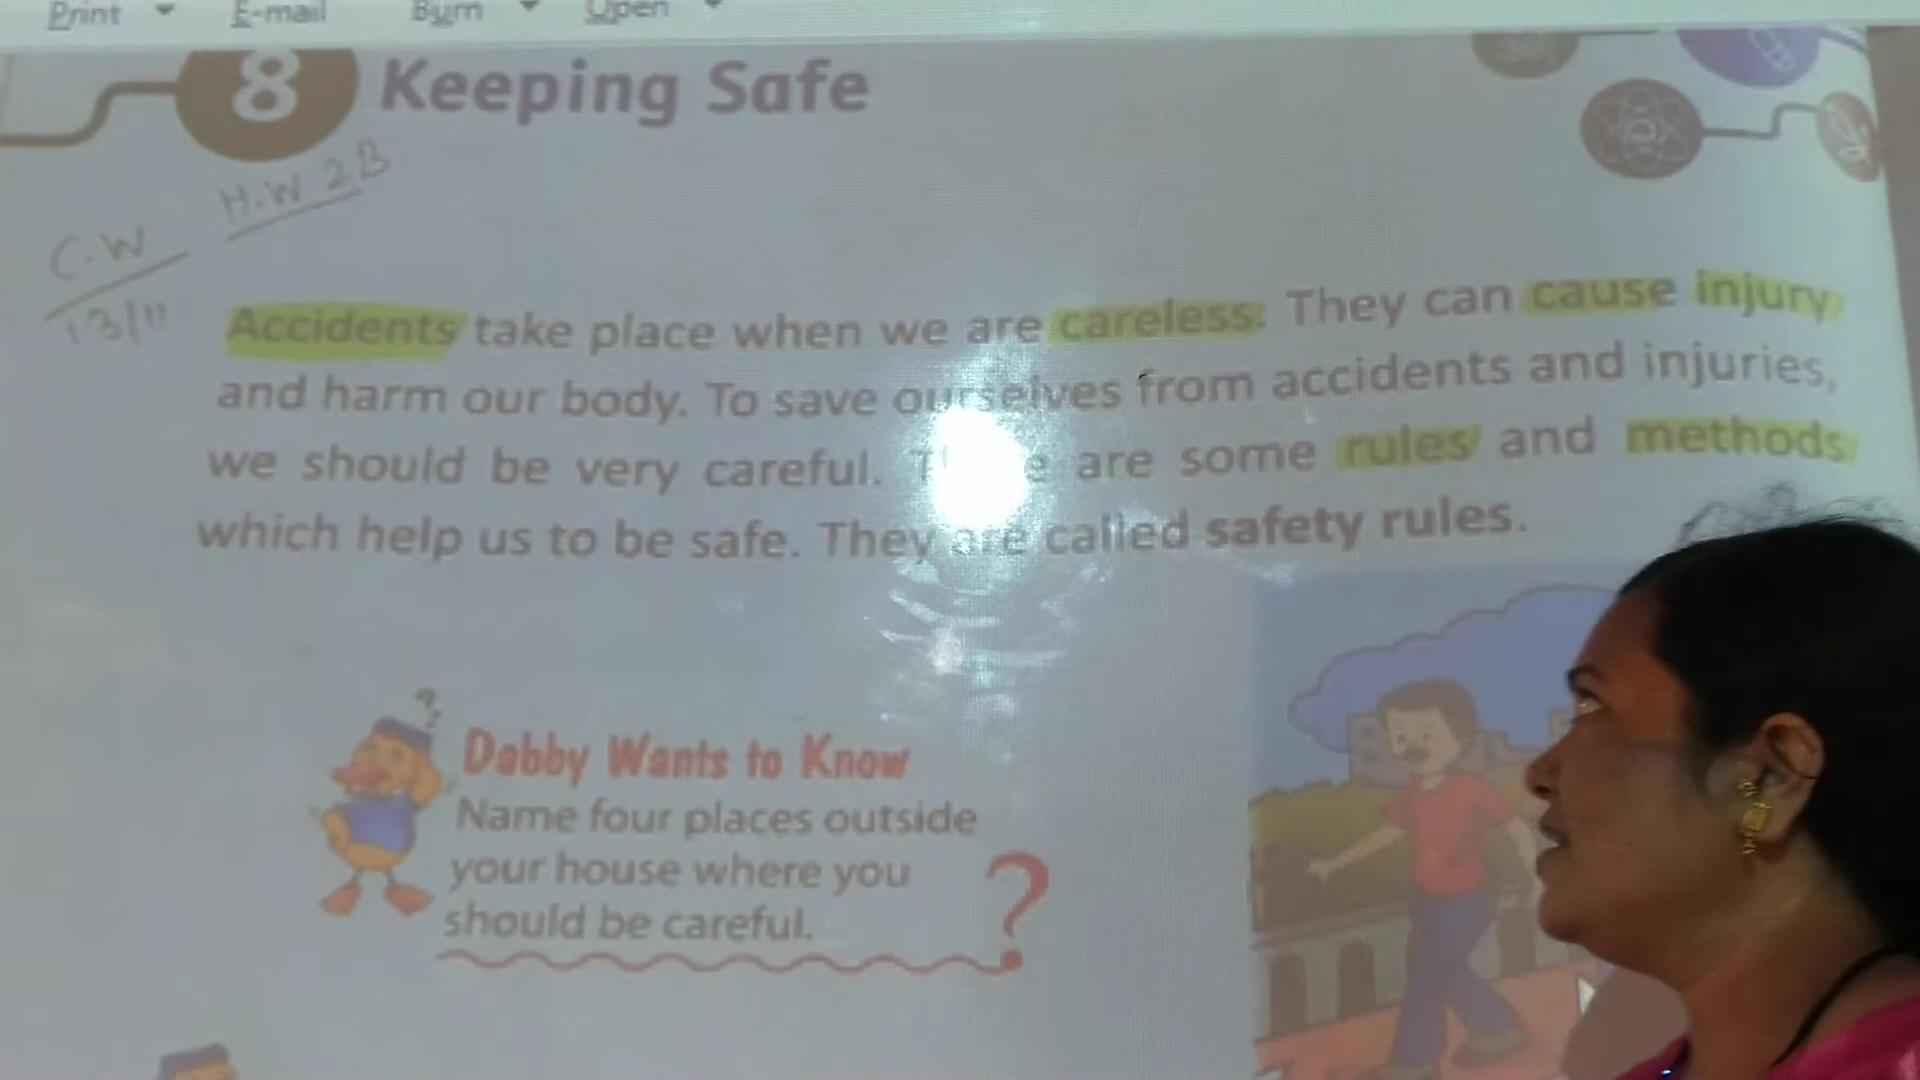 Print E-mail Burn Open
8 Keeping Safe
H.W 2B
C.W
13/11
Accidents take place when we are careless. They can cause injury
and harm our body. To save ourselves from accidents and injuries,
we should be very careful. are some rules and methods
which help us to be safe. They are called safety rules.
Dabby Wants to Know
Name four places outside
your house where you
should be careful.
?